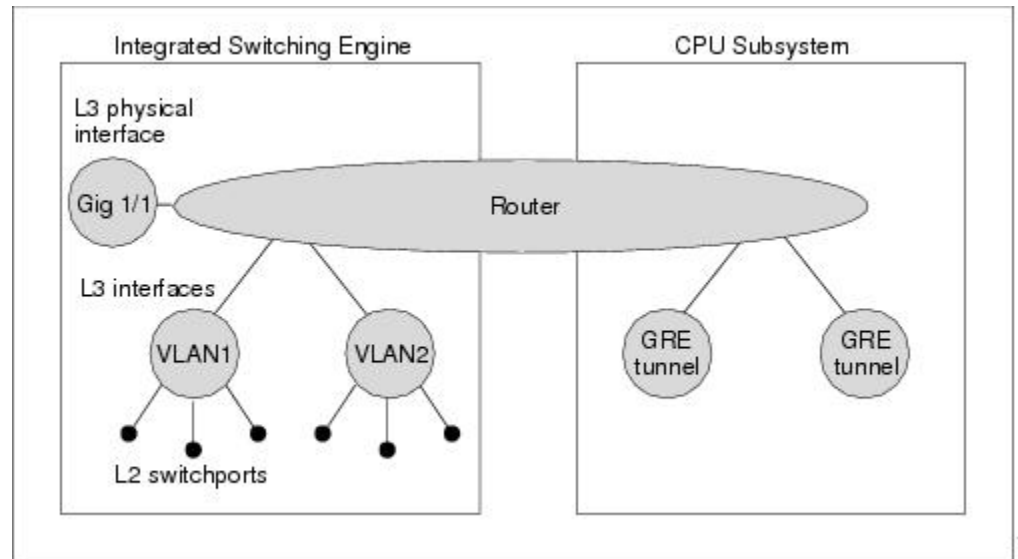 Integrated Switching Engine
CPU Subsystem
L3 physical
interface
Gig 1/1
Router
L3 interfaces
VLAN1
VLAN2
GRE
tunnel
GRE
tunnel
L2 switchports